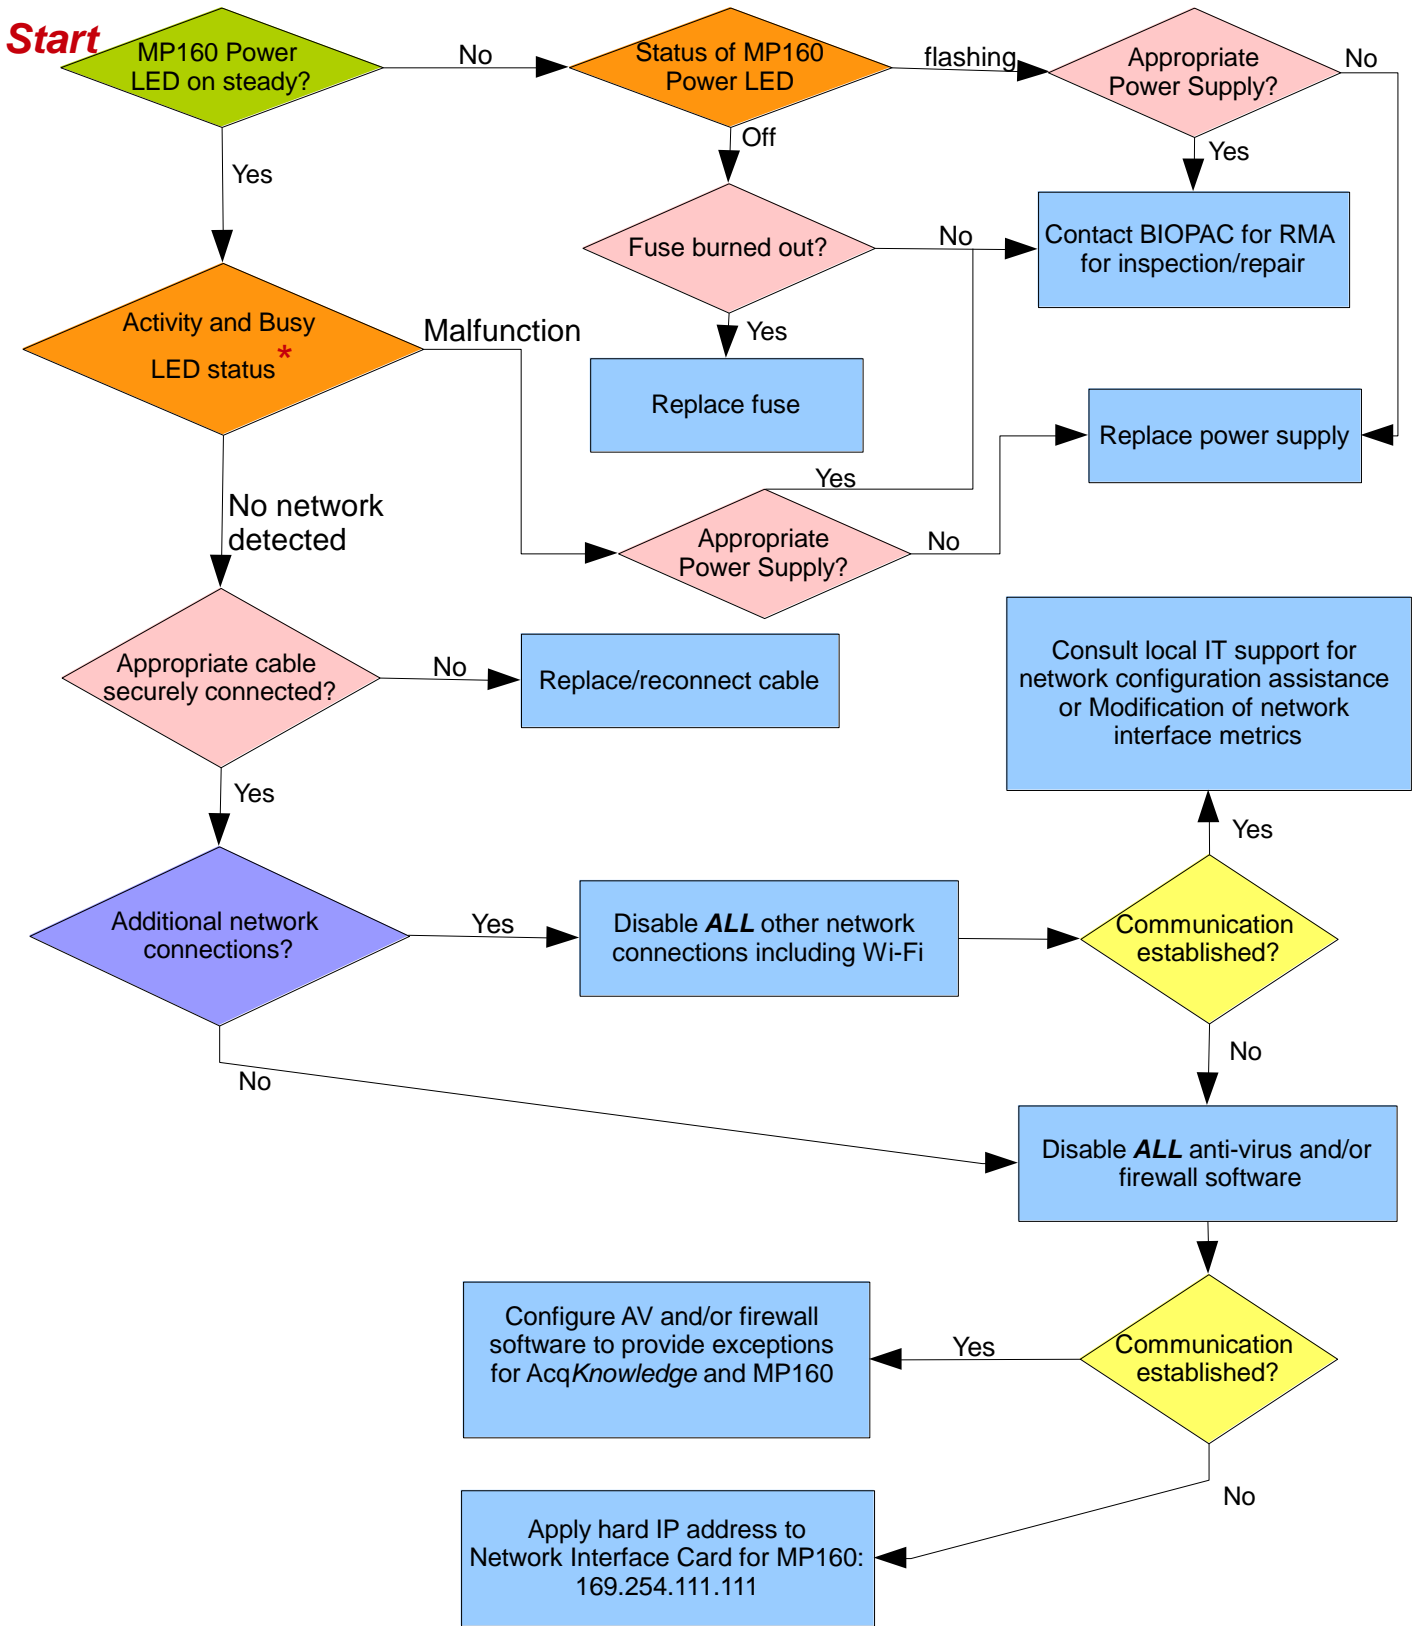 Start
MP160 Power
LED on steady?
No
Status of MP160
Power LED
flashing
Appropriate
Power Supply?
No
Yes
Off
Yes
Fuse burned out?
No
Contact BIOPAC for RMA
for inspection/repair
Activity and Busy
LED status*
Malfunction
Yes
Replace fuse
Replace power supply
Yes
No network
detected
Appropriate
Power Supply?
No
Appropriate cable
securely connected?
No
Replace/reconnect cable
Consult local IT support for
network configuration assistance
or Modification of network
interface metrics
Yes
Yes
Additional network
connections?
Yes
Disable ALL other network
connections including Wi-Fi
Communication
established?
No
No
Disable ALL anti-virus and/or
firewall software
Configure AV and/or firewall
software to provide exceptions
for AcqKnowledge and MP160
Yes
Communication
established?
No
Apply hard IP address to
Network Interface Card for MP160:
169.254.111.111